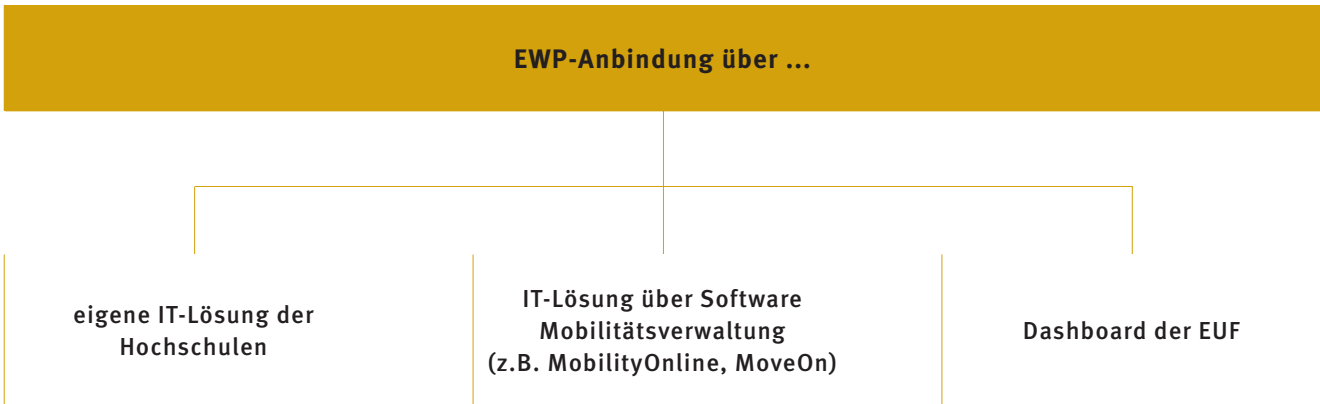 EWP-Anbindung über ...
eigene IT-Lösung der
Hochschulen
IT-Lösung über Software
Mobilitätsverwaltung
(z.B. MobilityOnline, MoveOn)
Dashboard der EUF